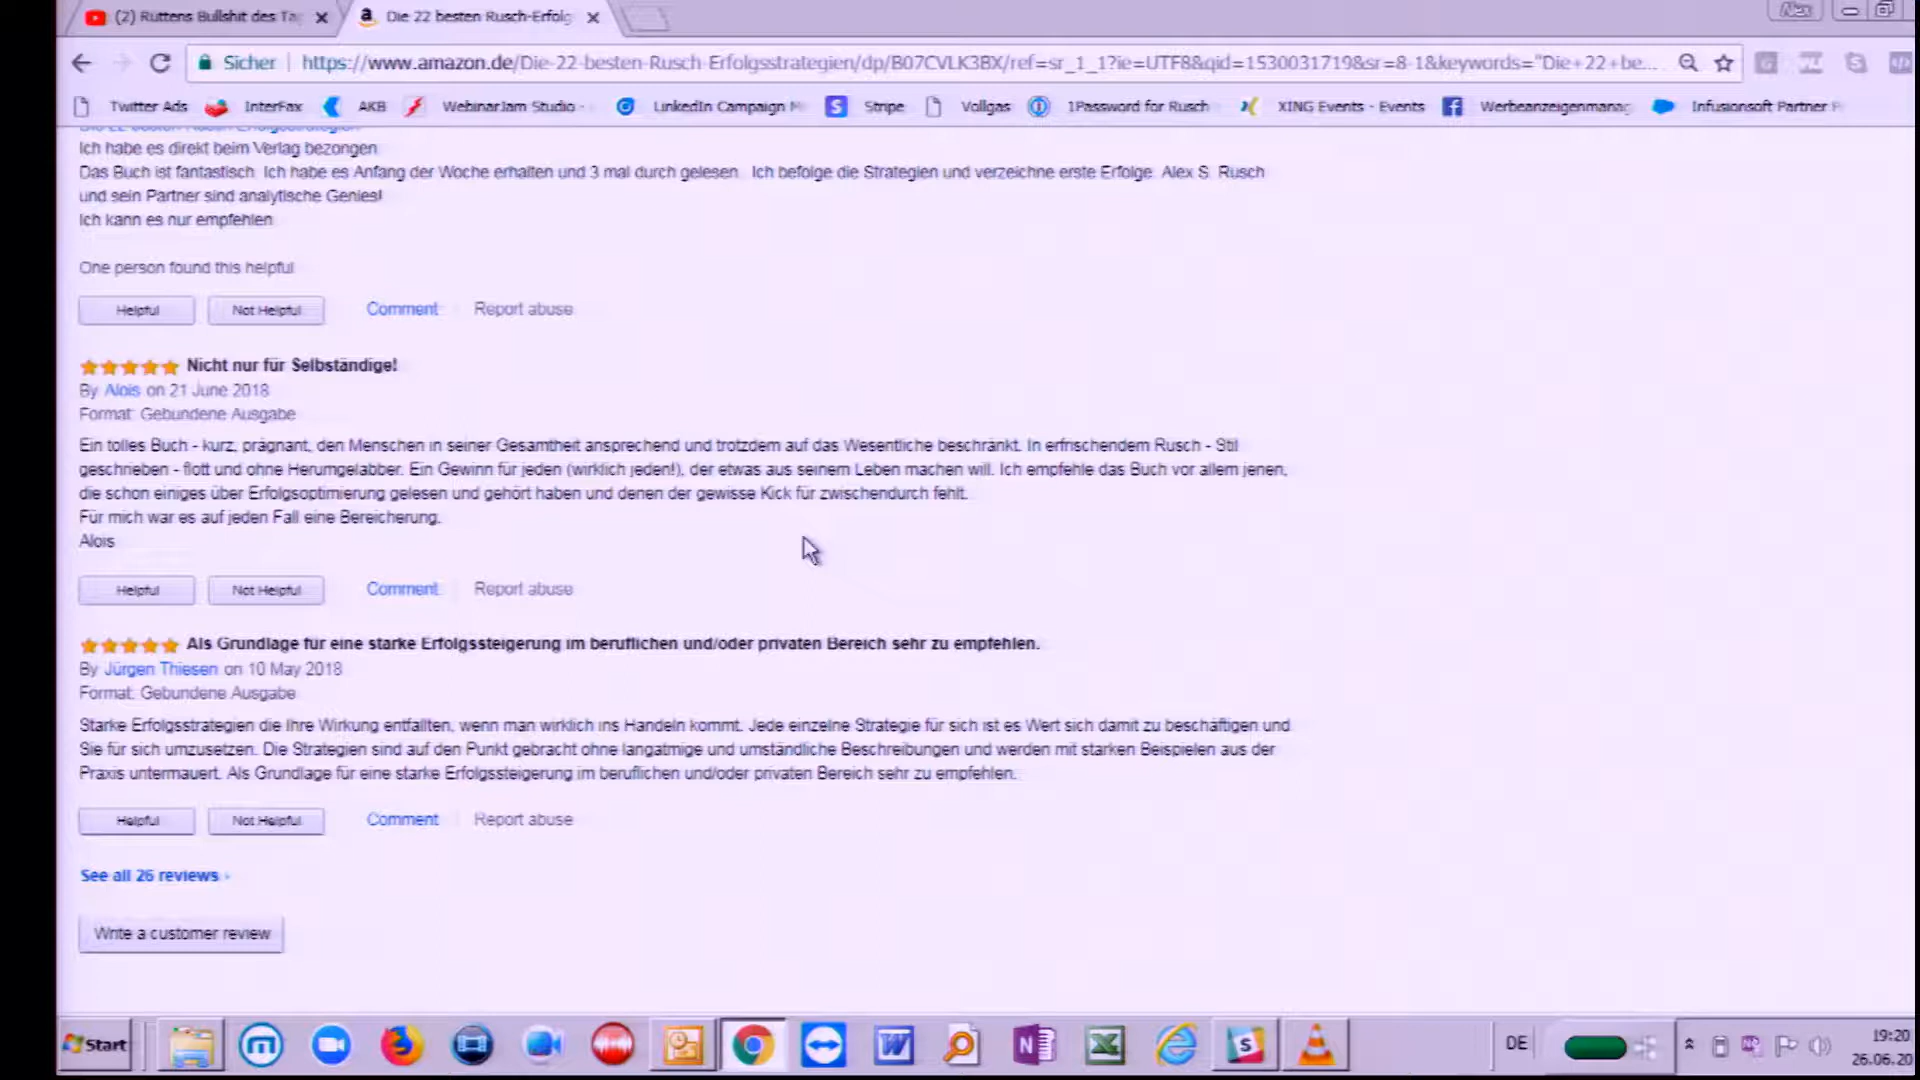 (2) Ruttens Bullshit des Ta
Die 22 besten Rusch-Erfolg
Alex
Sicher
https://www.amazon.de/Die-22-besten-Rusch-Erfolgsstrategien/dp/B07CVLK3BX/ref=sr_1_1?ie=UTF8&qid=1530031719&sr=8-1&keywords="Die+22+be...
Twitter Ads InterFax AKB WebinarJam Studio - LinkedIn Campaign M Stripe Vollgas 1Password for Rusch XING Events - Events Werbeanzeigenmanag Infusionsoft Partner P
Ich habe es direkt beim Verlag bezongen
Das Buch ist fantastisch. Ich habe es Anfang der Woche erhalten und 3 mal durch gelesen. Ich befolge die Strategien und verzeichne erste Erfolge. Alex S. Rusch
und sein Partner sind analytische Genies!
Ich kann es nur empfehlen
One person found this helpful
Helpful Not Helpful Comment Report abuse
Nicht nur für Selbständige!
By Alois on 21 June 2018
Format: Gebundene Ausgabe
Ein tolles Buch - kurz, prägnant, den Menschen in seiner Gesamtheit ansprechend und trotzdem auf das Wesentliche beschränkt. In erfrischendem Rusch - Stil
geschrieben - flott und ohne Herumgelabber. Ein Gewinn für jeden (wirklich jeden!), der etwas aus seinem Leben machen will. Ich empfehle das Buch vor allem jenen,
die schon einiges über Erfolgsoptimierung gelesen und gehört haben und denen der gewisse Kick für zwischendurch fehlt.
Für mich war es auf jeden Fall eine Bereicherung.
Alois
Helpful Not Helpful Comment Report abuse
Als Grundlage für eine starke Erfolgssteigerung im beruflichen und/oder privaten Bereich sehr zu empfehlen.
By Jürgen Thiesen on 10 May 2018
Format: Gebundene Ausgabe
Starke Erfolgsstrategien die Ihre Wirkung entfallten, wenn man wirklich ins Handeln kommt. Jede einzelne Strategie für sich ist es Wert sich damit zu beschäftigen und
Sie für sich umzusetzen. Die Strategien sind auf den Punkt gebracht ohne langatmige und umständliche Beschreibungen und werden mit starken Beispielen aus der
Praxis untermauert. Als Grundlage für eine starke Erfolgssteigerung im beruflichen und/oder privaten Bereich sehr zu empfehlen.
Helpful Not Helpful Comment Report abuse
See all 26 reviews
Write a customer review
Start
DE
19:20
26.06.20